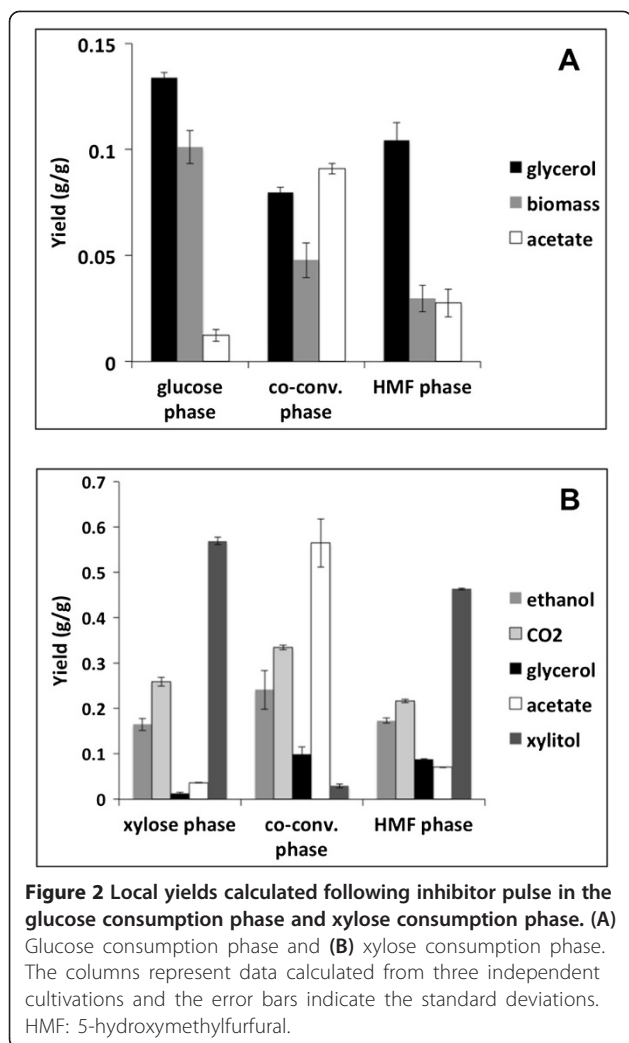 A
0.15
0.1
0.05
0
Yield (g/g)
glycerol
biomass
acetate
glucose phase
co-conv. phase
HMF phase
B
0.7
0.6
0.5
0.4
0.3
0.2
0.1
0
Yield (g/g)
ethanol
CO2
glycerol
acetate
xylitol
xylose phase
co-conv. phase
HMF phase
Figure 2 Local yields calculated following inhibitor pulse in the
glucose consumption phase and xylose consumption phase. (A)
Glucose consumption phase and (B) xylose consumption phase.
The columns represent data calculated from three independent
cultivations and the error bars indicate the standard deviations.
HMF: 5-hydroxymethylfurfural.